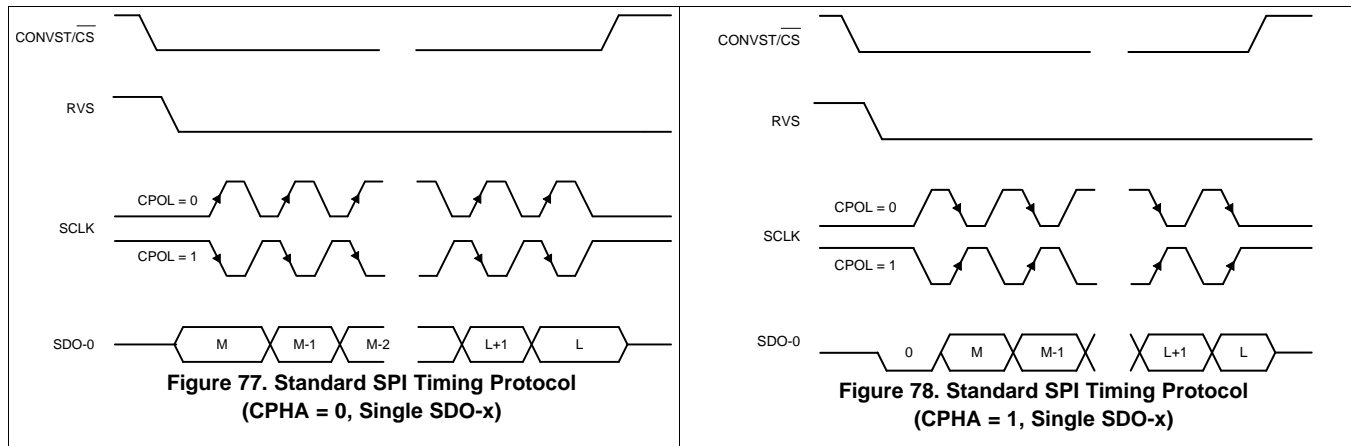 CONVST/CS
RVS
CPOL = 0
SCLK
CPOL = 1
SDO-0
M
M-1
M-2
L+1
L
Figure 77. Standard SPI Timing Protocol
(CPHA = 0, Single SDO-x)
CONVST/CS
RVS
CPOL = 0
SCLK
CPOL = 1
SDO-0
0
M
M-1
L+1
L
Figure 78. Standard SPI Timing Protocol
(CPHA = 1, Single SDO-x)